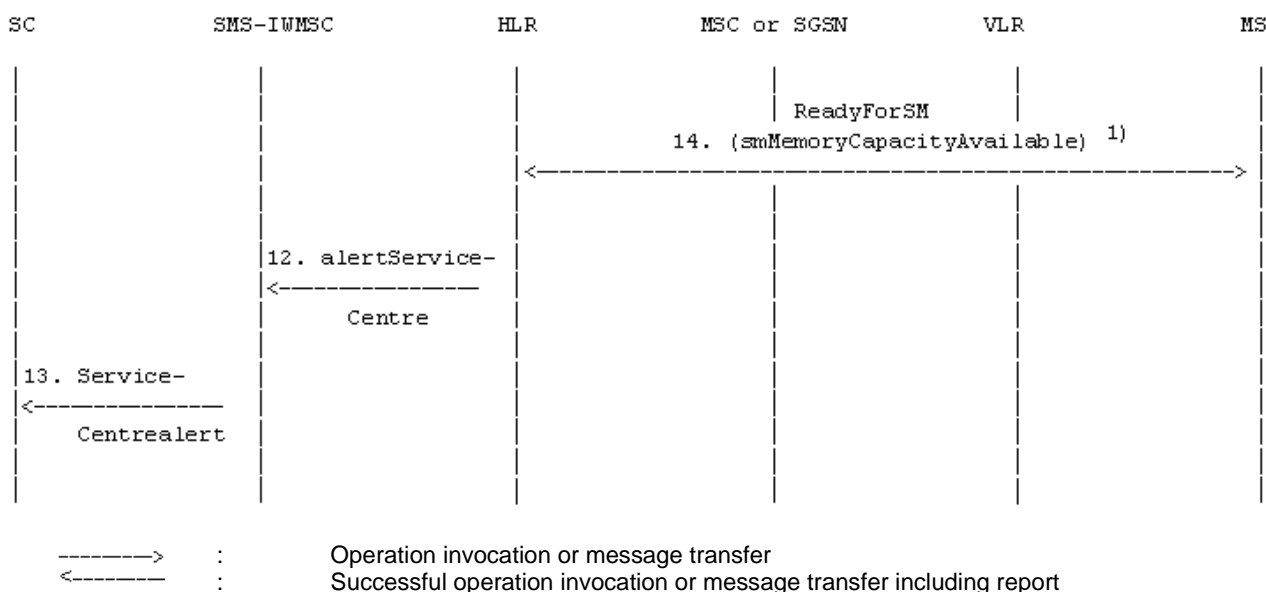 SC SMS-IWMSC HLR MSC or SGSN VLR MS
ReadyForSM
14. (smMemoryCapacityAvailable) 1)
12. alertService-
Centre
13. Service-
Centrealert
: Operation invocation or message transfer
: Successful operation invocation or message transfer including report